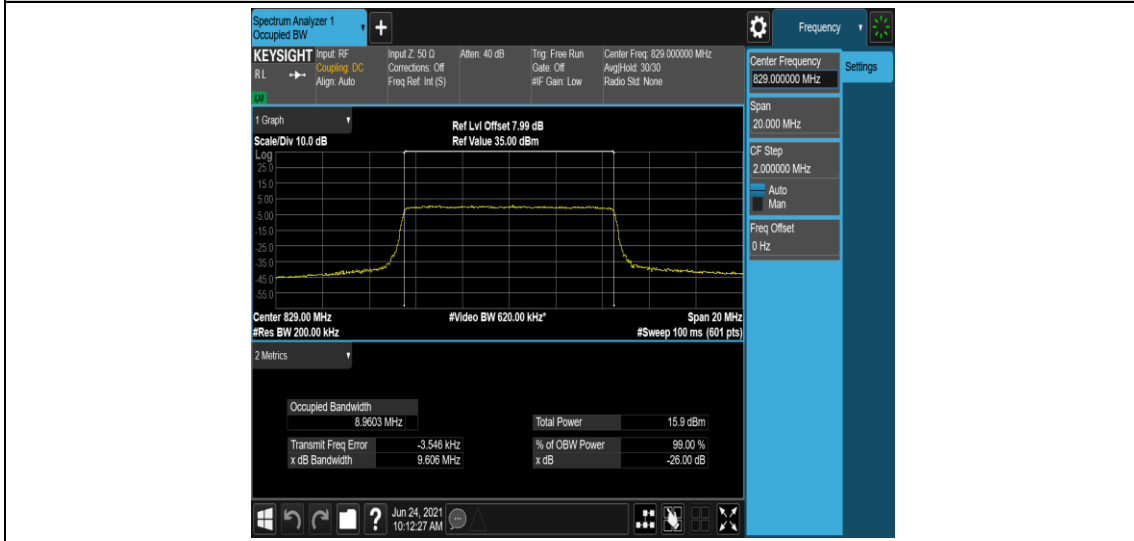 Spectrum Analyzer 1
Occupied BW
+
Frequency
KEYSIGHT
RL
Input: RF
Coupling: DC
Align: Auto
Input Z: 50 Ω
Corrections: Off
Freq Ref: Int (S)
Atten: 40 dB
Trig: Free Run
Gate: Off
#IF Gain: Low
Center Freq: 829.000000 MHz
Avg|Hold: 30/30
Radio Std: None
Center Frequency
829.000000 MHz
Settings
Span
20.000 MHz
CF Step
2.000000 MHz
Auto
Man
Freq Offset
0 Hz
1 Graph
Scale/Div 10.0 dB
Ref Lvl Offset 7.99 dB
Ref Value 35.00 dBm
Log
25.0
15.0
5.00
-5.00
-15.0
-25.0
-35.0
-45.0
-55.0
Center 829.00 MHz
#Video BW 620.00 kHz*
Span 20 MHz
#Res BW 200.00 kHz
#Sweep 100 ms (601 pts)
2 Metrics
Occupied Bandwidth
8.9603 MHz
Total Power 15.9 dBm
Transmit Freq Error -3.546 kHz
% of OBW Power 99.00 %
x dB Bandwidth 9.606 MHz
x dB -26.00 dB
?
Jun 24, 2021
10:12:27 AM